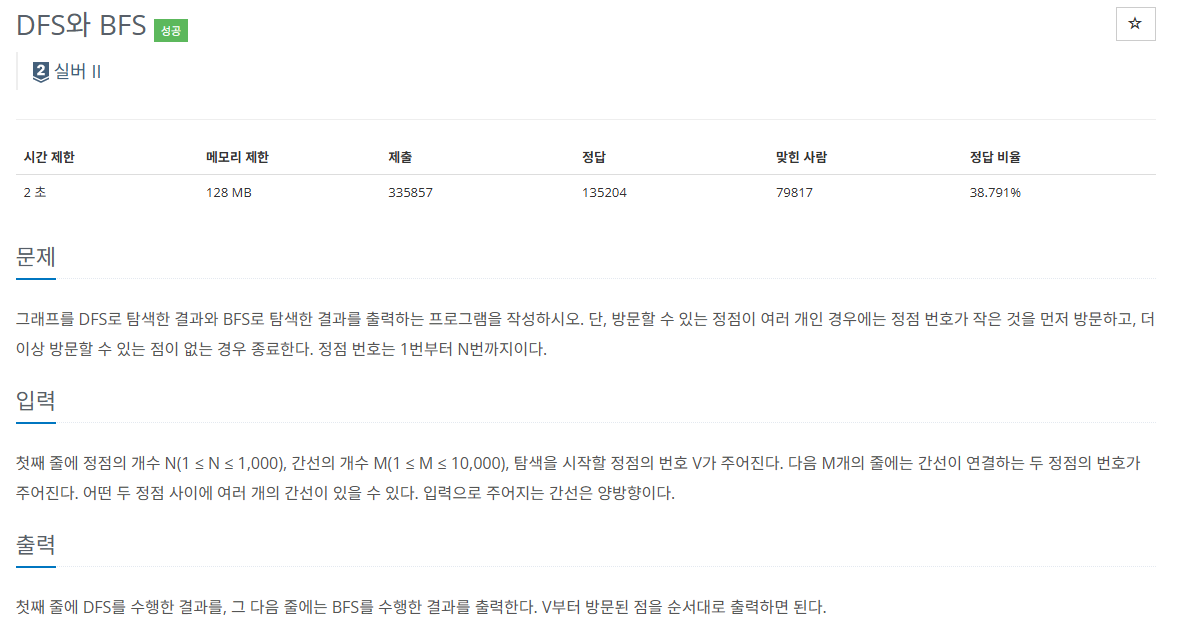 DFS와 BFS 성공
☆
2 실버 II
시간 제한 메모리 제한 제출 정답 맞힌 사람 정답 비율
2 초 128 MB 335857 135204 79817 38.791%
문제
그래프를 DFS로 탐색한 결과와 BFS로 탐색한 결과를 출력하는 프로그램을 작성하시오. 단, 방문할 수 있는 정점이 여러 개인 경우에는 정점 번호가 작은 것을 먼저 방문하고, 더
이상 방문할 수 있는 점이 없는 경우 종료한다. 정점 번호는 1번부터 N번까지이다.
입력
첫째 줄에 정점의 개수 N(1 ≤ N ≤ 1,000), 간선의 개수 M(1 ≤ M ≤ 10,000), 탐색을 시작할 정점의 번호 V가 주어진다. 다음 M개의 줄에는 간선이 연결하는 두 정점의 번호가
주어진다. 어떤 두 정점 사이에 여러 개의 간선이 있을 수 있다. 입력으로 주어지는 간선은 양방향이다.
출력
첫째 줄에 DFS를 수행한 결과를, 그 다음 줄에는 BFS를 수행한 결과를 출력한다. V부터 방문된 점을 순서대로 출력하면 된다.